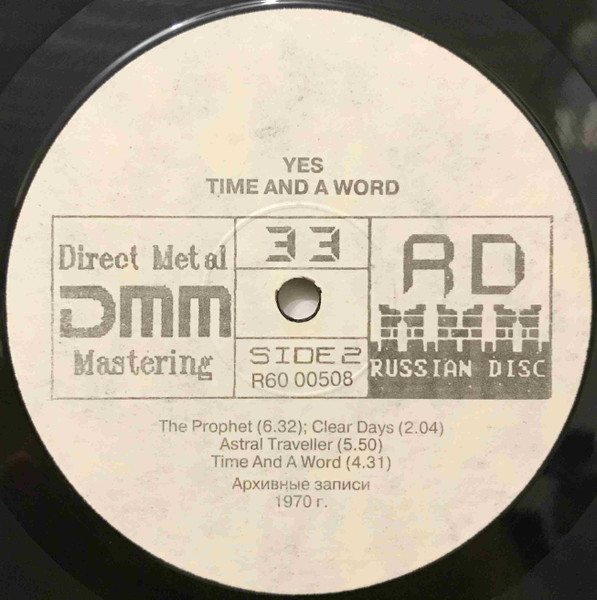 YES
TIME AND A WORD
Direct Metal
DMM
Mastering
33
SIDE 2
R60 00508
RD
RUSSIAN DISC
The Prophet (6.32); Clear Days (2.04)
Astral Traveller (5.50)
Time And A Word (4.31)
Архивные записи
1970 г.